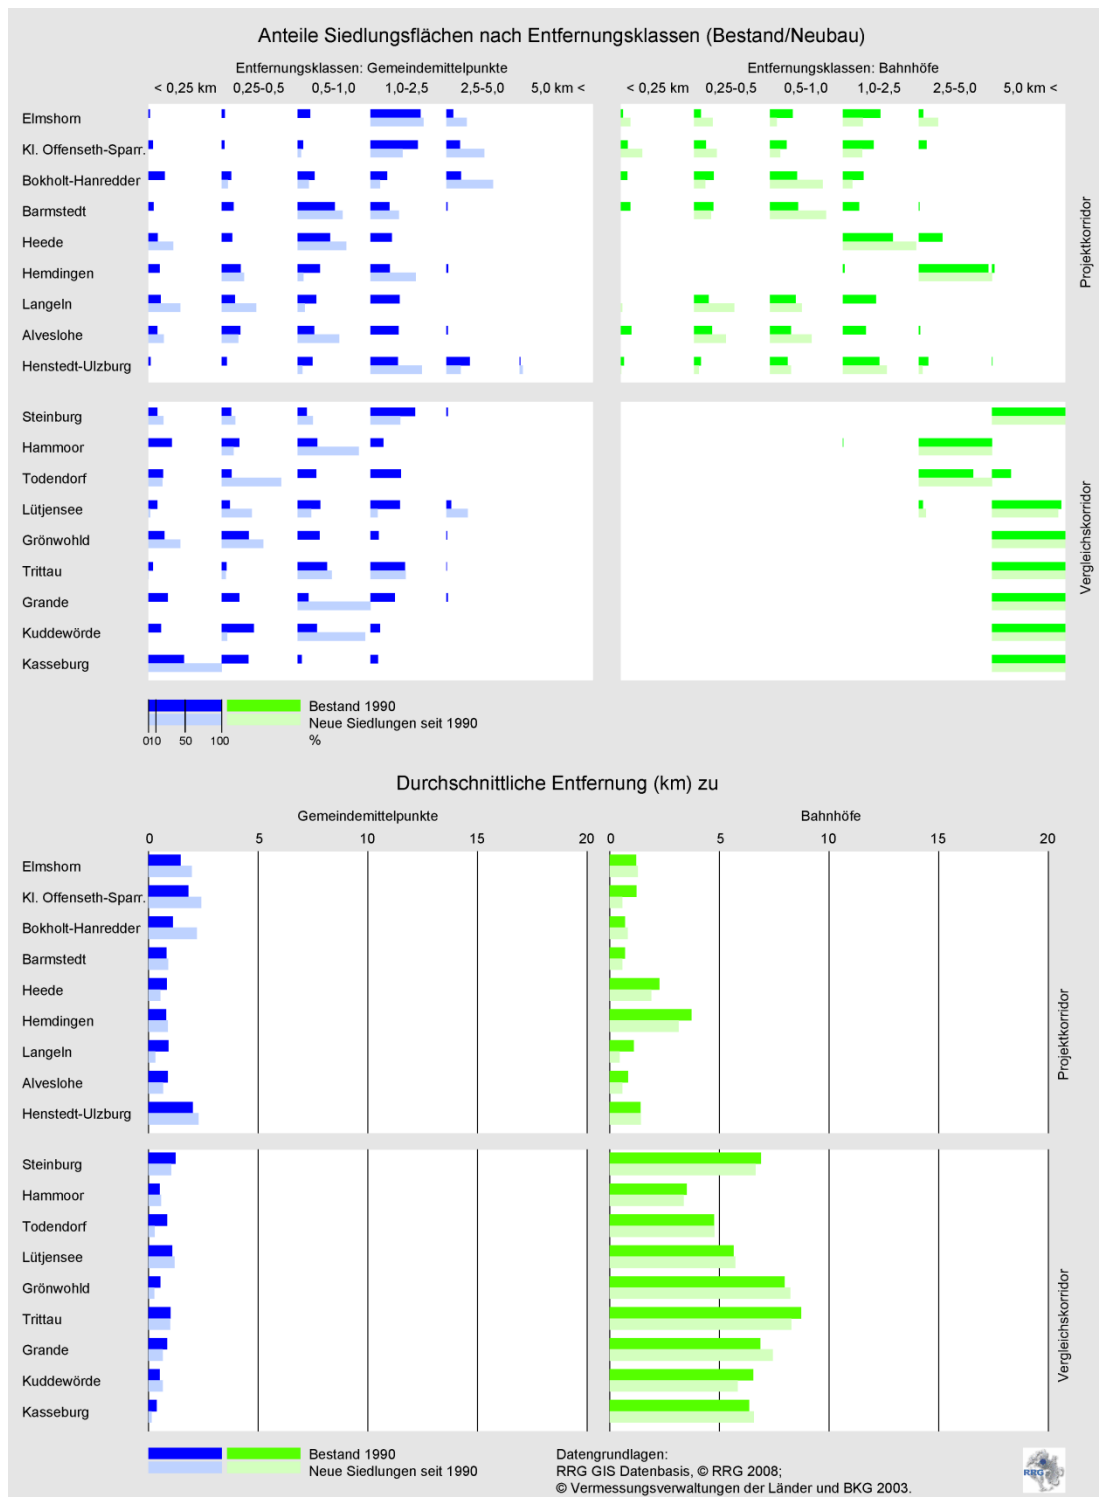 Anteile Siedlungsflächen nach Entfernungsklassen (Bestand/Neubau)
Entfernungsklassen: Gemeindemittelpunkte
< 0,25 km 0,25-0,5 0,5-1,0 1,0-2,5 2,5-5,0 5,0 km <
Entfernungsklassen: Bahnhöfe
< 0,25 km 0,25-0,5 0,5-1,0 1,0-2,5 2,5-5,0 5,0 km <
Elmshorn
Kl. Offenseth-Sparr.
Bokholt-Hanredder
Barmstedt
Heede
Hemdingen
Langeln
Alveslohe
Henstedt-Ulzburg
Projektkorridor
Steinburg
Hammoor
Todendorf
Lütjensee
Grönwohld
Trittau
Grande
Kuddewörde
Kasseburg
Vergleichskorridor
Bestand 1990
Neue Siedlungen seit 1990
0 10 50 100 %
Durchschnittliche Entfernung (km) zu
Gemeindemittelpunkte
0 5 10 15 20
Bahnhöfe
0 5 10 15 20
Elmshorn
Kl. Offenseth-Sparr.
Bokholt-Hanredder
Barmstedt
Heede
Hemdingen
Langeln
Alveslohe
Henstedt-Ulzburg
Projektkorridor
Steinburg
Hammoor
Todendorf
Lütjensee
Grönwohld
Trittau
Grande
Kuddewörde
Kasseburg
Vergleichskorridor
Bestand 1990
Neue Siedlungen seit 1990
Datengrundlagen:
RRG GIS Datenbasis, © RRG 2008;
© Vermessungsverwaltungen der Länder und BKG 2003.
RRG